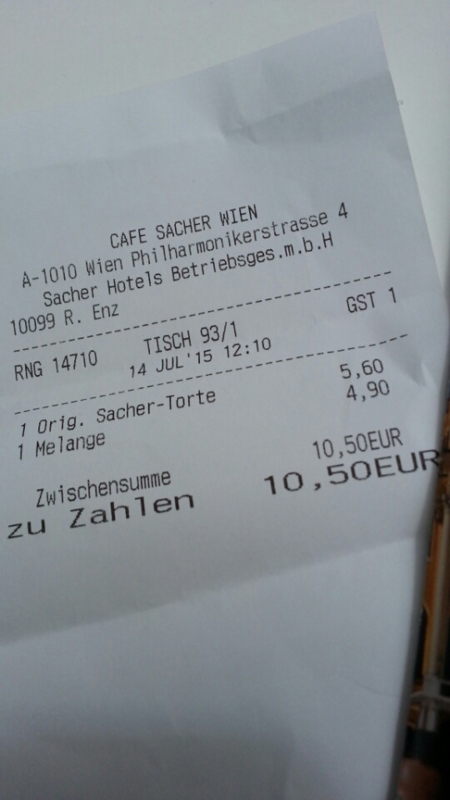 CAFE SACHER WIEN
A-1010 Wien Philharmonikerstrasse 4
Sacher Hotels Betriebsges.m.b.H
10099 R. Enz
RNG 14710 TISCH 93/1 GST 1
14 JUL'15 12:10
1 Orig. Sacher-Torte 5,60
1 Melange 4,90
Zwischensumme 10,50EUR
zu Zahlen 10,50EUR